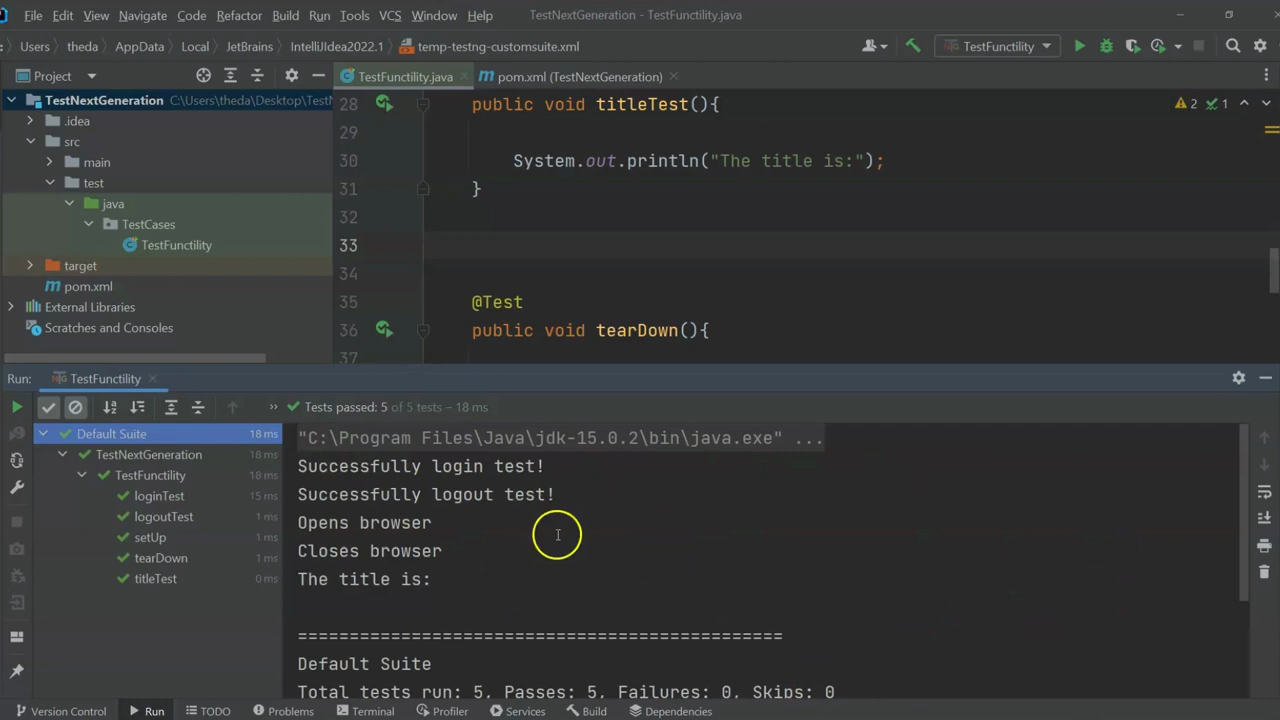 File Edit View Navigate Code Refactor Build Run Tools VCS Window Help TestNextGeneration - TestFunctility.java
Users theda AppData Local JetBrains IntelliJIdea2022.1 temp-testng-customsuite.xml TestFunctility
Project TestFunctility.java pom.xml (TestNextGeneration)
TestNextGeneration C:\Users\theda\Desktop\TestN
.idea
src
main
test
java
TestCases
TestFunctility
target
pom.xml
External Libraries
Scratches and Consoles
2 1
28 public void titleTest(){
29
30 System.out.println("The title is:");
31 }
32
33
34
35 @Test
36 public void tearDown(){
37
Run: TestFunctility
Tests passed: 5 of 5 tests – 18 ms
Default Suite 18 ms
TestNextGeneration 18 ms
TestFunctility 18 ms
loginTest 15 ms
logoutTest 1 ms
setUp 1 ms
tearDown 1 ms
titleTest 0 ms
"C:\Program Files\Java\jdk-15.0.2\bin\java.exe" ...
Successfully login test!
Successfully logout test!
Opens browser
Closes browser
The title is:
===============================================
Default Suite
Total tests run: 5, Passes: 5, Failures: 0, Skips: 0
Version Control Run TODO Problems Terminal Profiler Services Build Dependencies